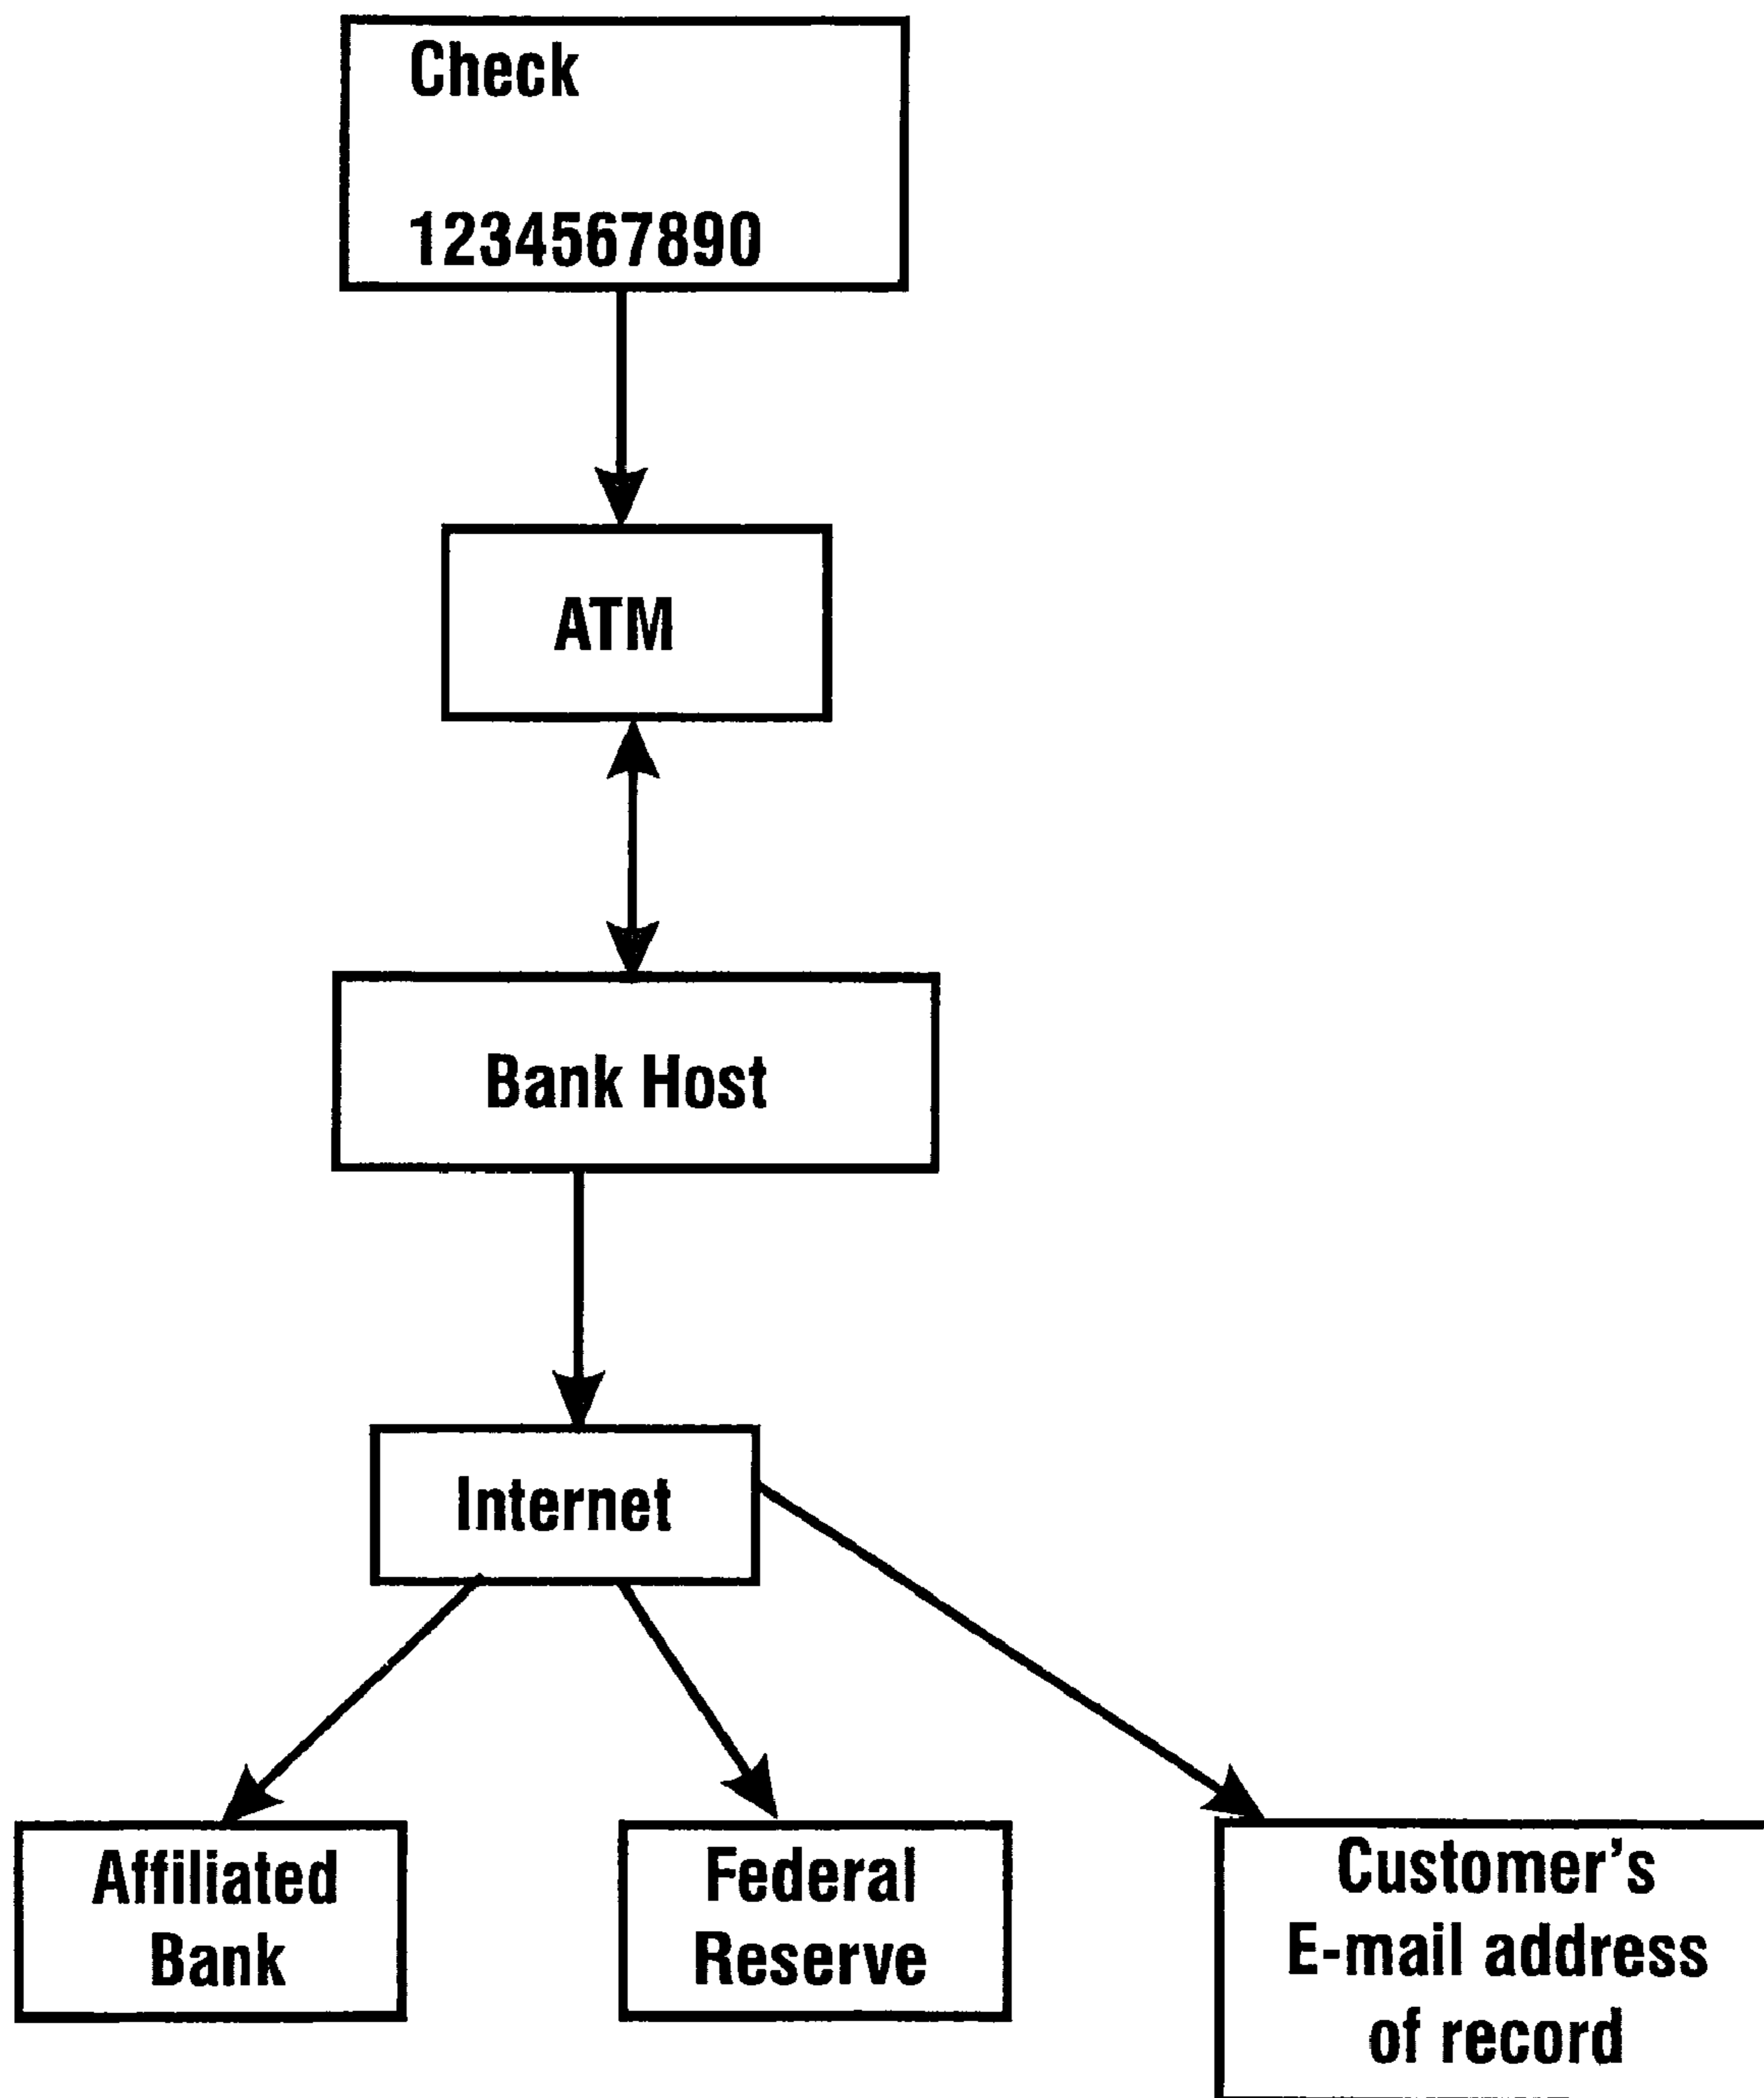 Check
1234567890
ATM
Bank Host
Internet
Affiliated
Bank
Federal
Reserve
Customer's
E-mail address
of record